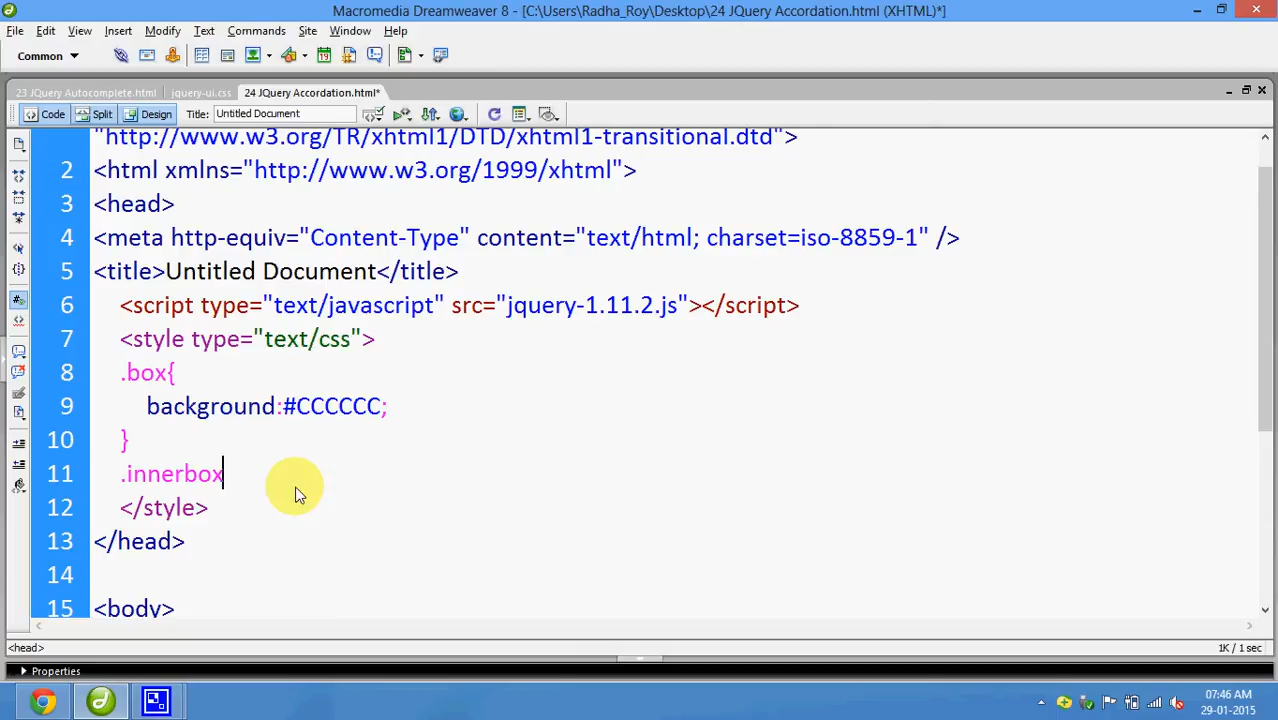 Macromedia Dreamweaver 8 - [C:\Users\Radha_Roy\Desktop\24 JQuery Accordation.html (XHTML)*]
File Edit View Insert Modify Text Commands Site Window Help
Common
23 JQuery Autocomplete.html jquery-ui.css 24 JQuery Accordation.html*
Code Split Design Title: Untitled Document
"http://www.w3.org/TR/xhtml1/DTD/xhtml1-transitional.dtd">
2 <html xmlns="http://www.w3.org/1999/xhtml">
3 <head>
4 <meta http-equiv="Content-Type" content="text/html; charset=iso-8859-1" />
5 <title>Untitled Document</title>
6 <script type="text/javascript" src="jquery-1.11.2.js"></script>
7 <style type="text/css">
8 .box{
9 background:#CCCCCC;
10 }
11 .innerbox
12 </style>
13 </head>
14
15 <body>
<head> 1K / 1 sec
Properties
07:46 AM
29-01-2015